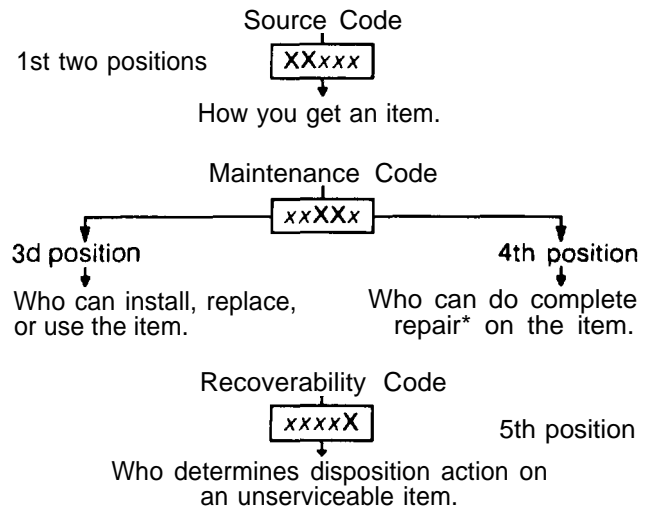 Source Code
1st two positions
XXxxx
How you get an item.
Maintenance Code
xxXXx
3d position
4th position
Who can install, replace,
or use the item.
Who can do complete
repair* on the item.
Recoverability Code
xxxxX
5th position
Who determines disposition action on
an unserviceable item.